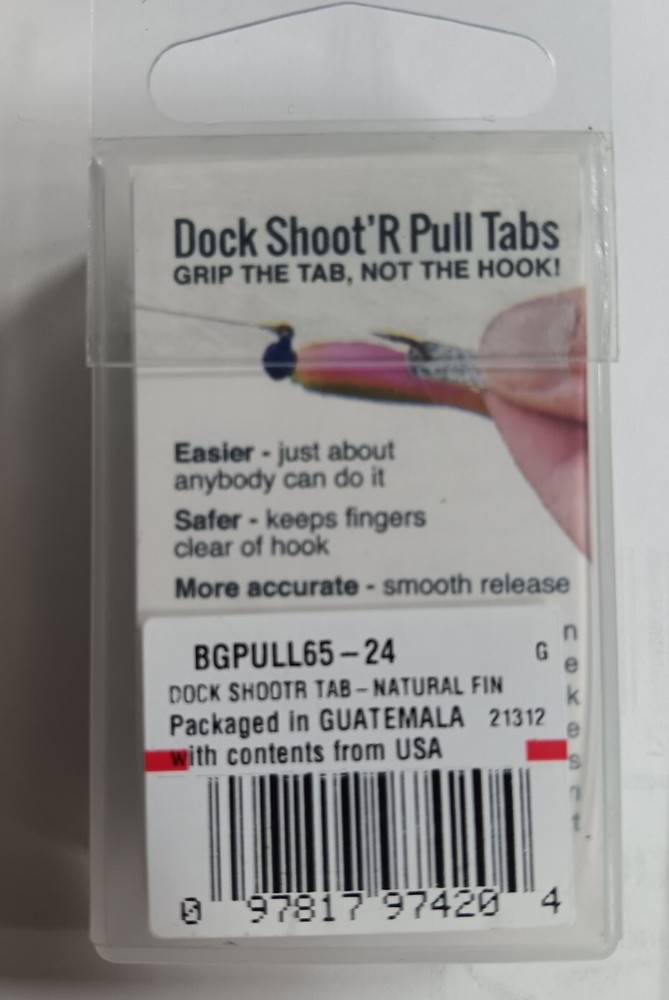 Dock Shoot'R Pull Tabs
GRIP THE TAB, NOT THE HOOK!
Easier - just about
anybody can do it
Safer - keeps fingers
clear of hook
More accurate - smooth release
BGPULL65-24 G
DOCK SHOOTR TAB-NATURAL FIN
Packaged in GUATEMALA 21312
with contents from USA
0 97817 97420 4
n
e
k
e
s
n
t